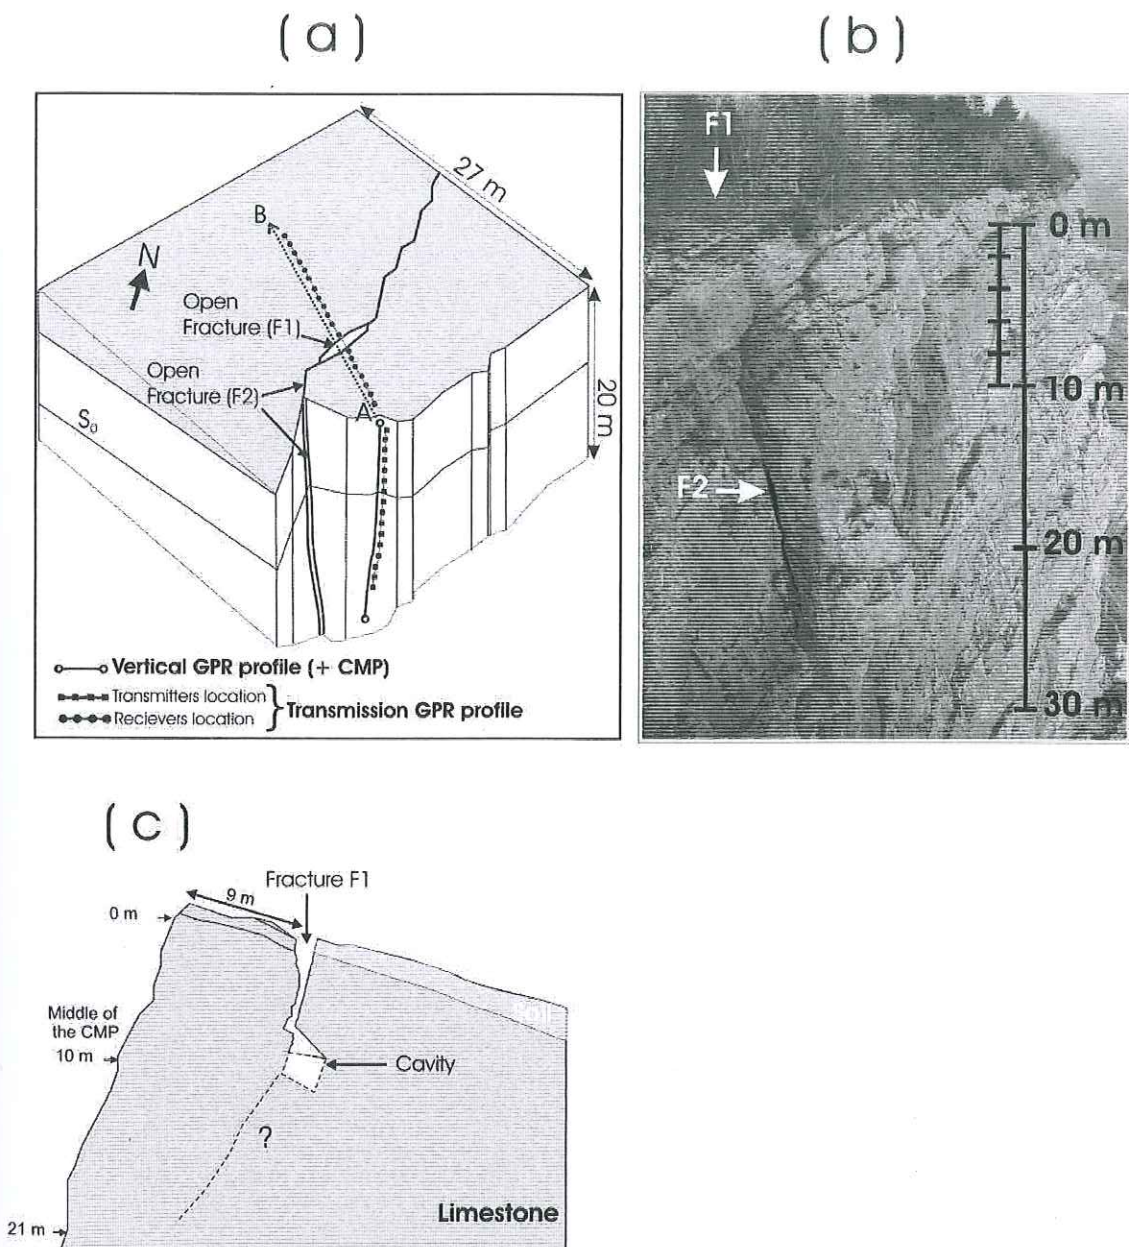 ( a )
27 m
B
N
Open
Fracture (F1)
Open
Fracture (F2)
A
S₀
20 m
Vertical GPR profile (+ CMP)
Transmitters location
Recievers location
Transmission GPR profile
( b )
F1
0 m
10 m
F2
20 m
30 m
( c )
Fracture F1
9 m
0 m
Middle of
the CMP
10 m
Cavity
?
Limestone
21 m